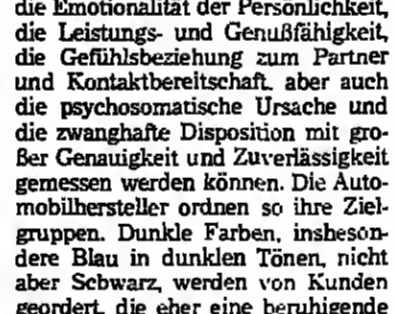 die Emotionalität der Persönlichkeit,
die Leistungs- und Genußfähigkeit,
die Gefühlsbeziehung zum Partner
und Kontaktbereitschaft. aber auch
die psychosomatische Ursache und
die zwanghafte Disposition mit gro-
ßer Genauigkeit und Zuverlässigkeit
gemessen werden können. Die Auto-
mobilhersteller ordnen so ihre Ziel-
gruppen. Dunkle Farben, insbeson-
dere Blau in dunklen Tönen, nicht
aber Schwarz, werden von Kunden
geordert, die eher eine beruhigende